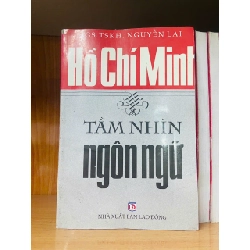 TSKH. NGUYỄN LAI
HỒ CHÍ MINH
TẦM NHÌN
ngôn ngữ
NHÀ XUẤT BẢN LAO ĐỘNG